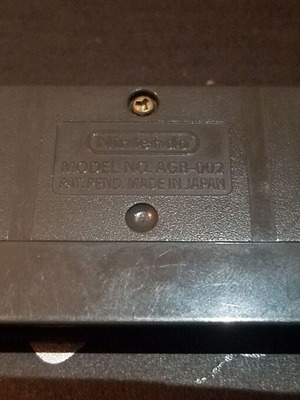 Nintendo
MODEL NO. AGB-002
PAT. PEND. MADE IN JAPAN